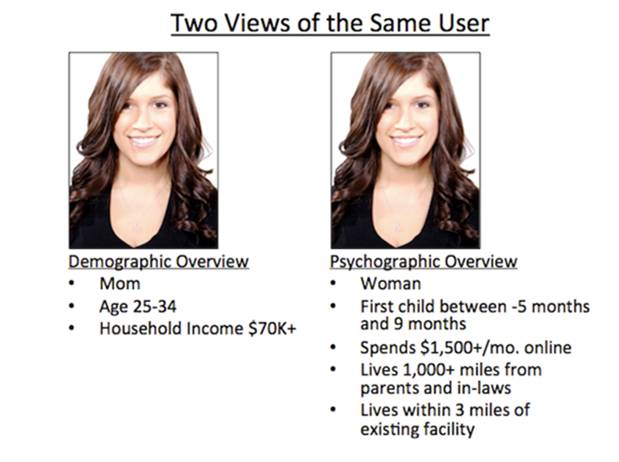 Two Views of the Same User
Demographic Overview
• Mom
• Age 25-34
• Household Income $70K+
Psychographic Overview
• Woman
• First child between -5 months
and 9 months
• Spends $1,500+/mo. online
• Lives 1,000+ miles from
parents and in-laws
• Lives within 3 miles of
existing facility